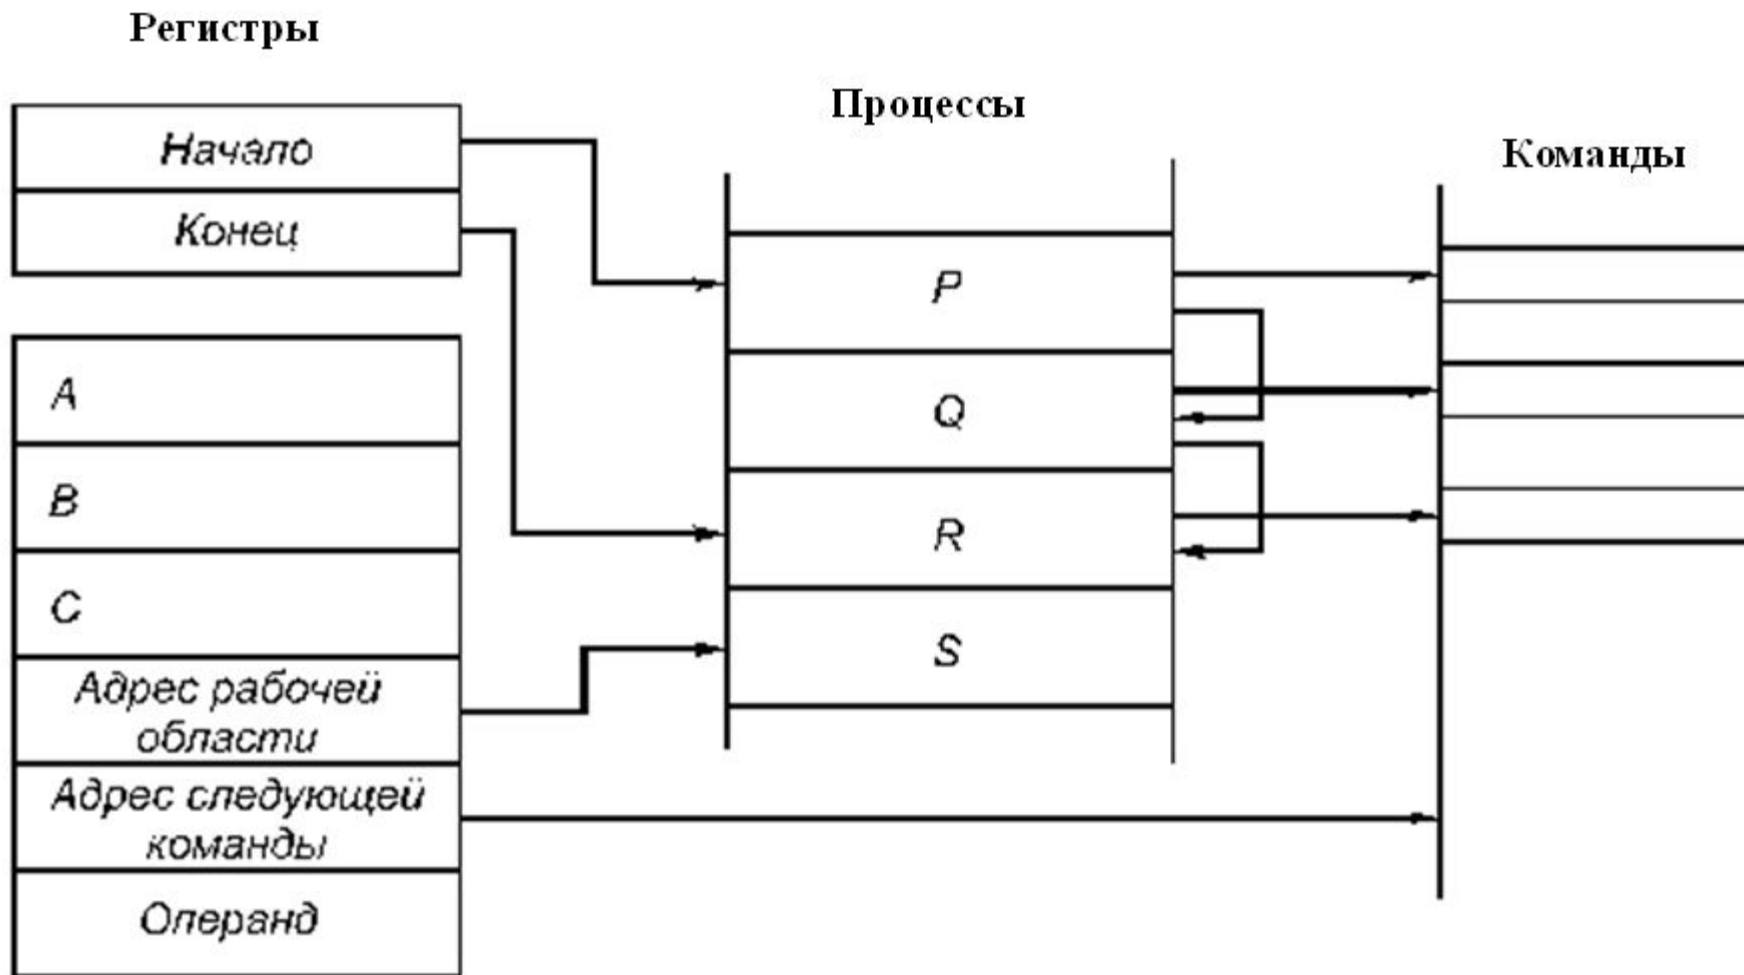 Регистры
Процессы
Команды
Начало
Конец
A
B
C
Адрес рабочей
области
Адрес следующей
команды
Операнд
P
Q
R
S